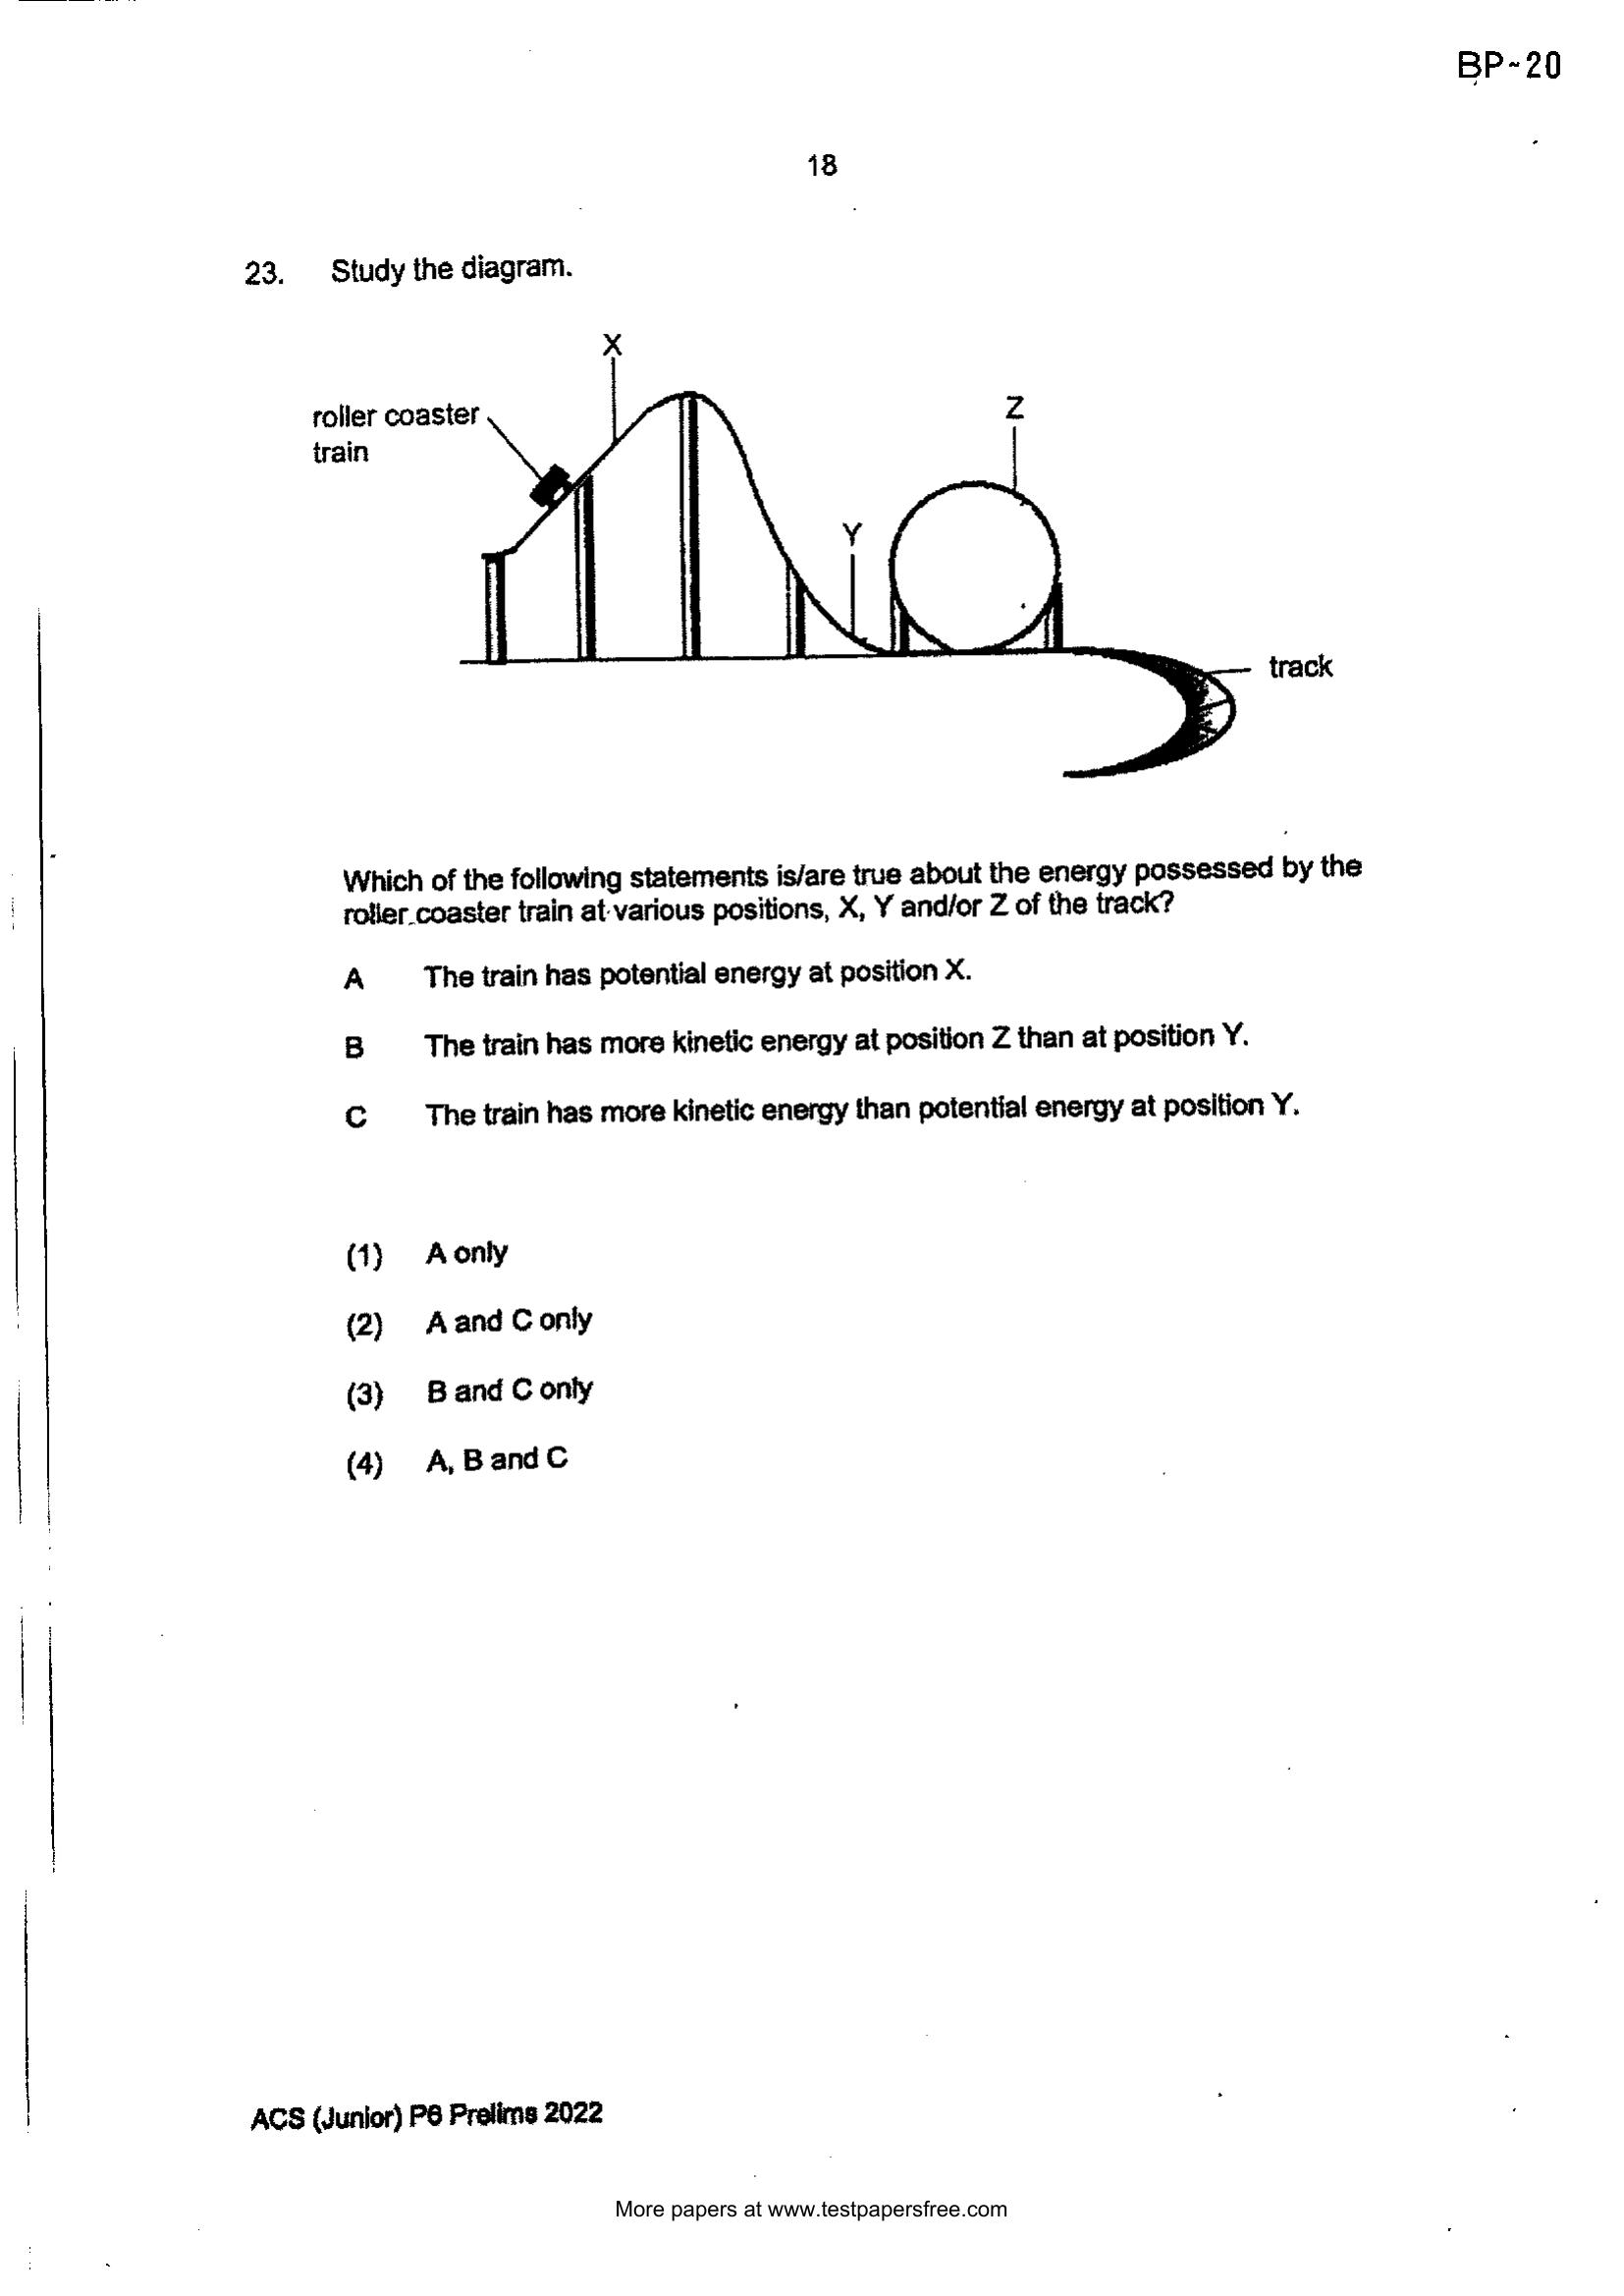 BP-20
18
23. Study the diagram.
X
roller coaster
train
Z
Y
track
Which of the following statements is/are true about the energy possessed by the
roller coaster train at various positions, X, Y and/or Z of the track?
A The train has potential energy at position X.
B The train has more kinetic energy at position Z than at position Y.
C The train has more kinetic energy than potential energy at position Y.
(1) A only
(2) A and C only
(3) B and C only
(4) A, B and C
ACS (Junior) P6 Prelims 2022
More papers at www.testpapersfree.com